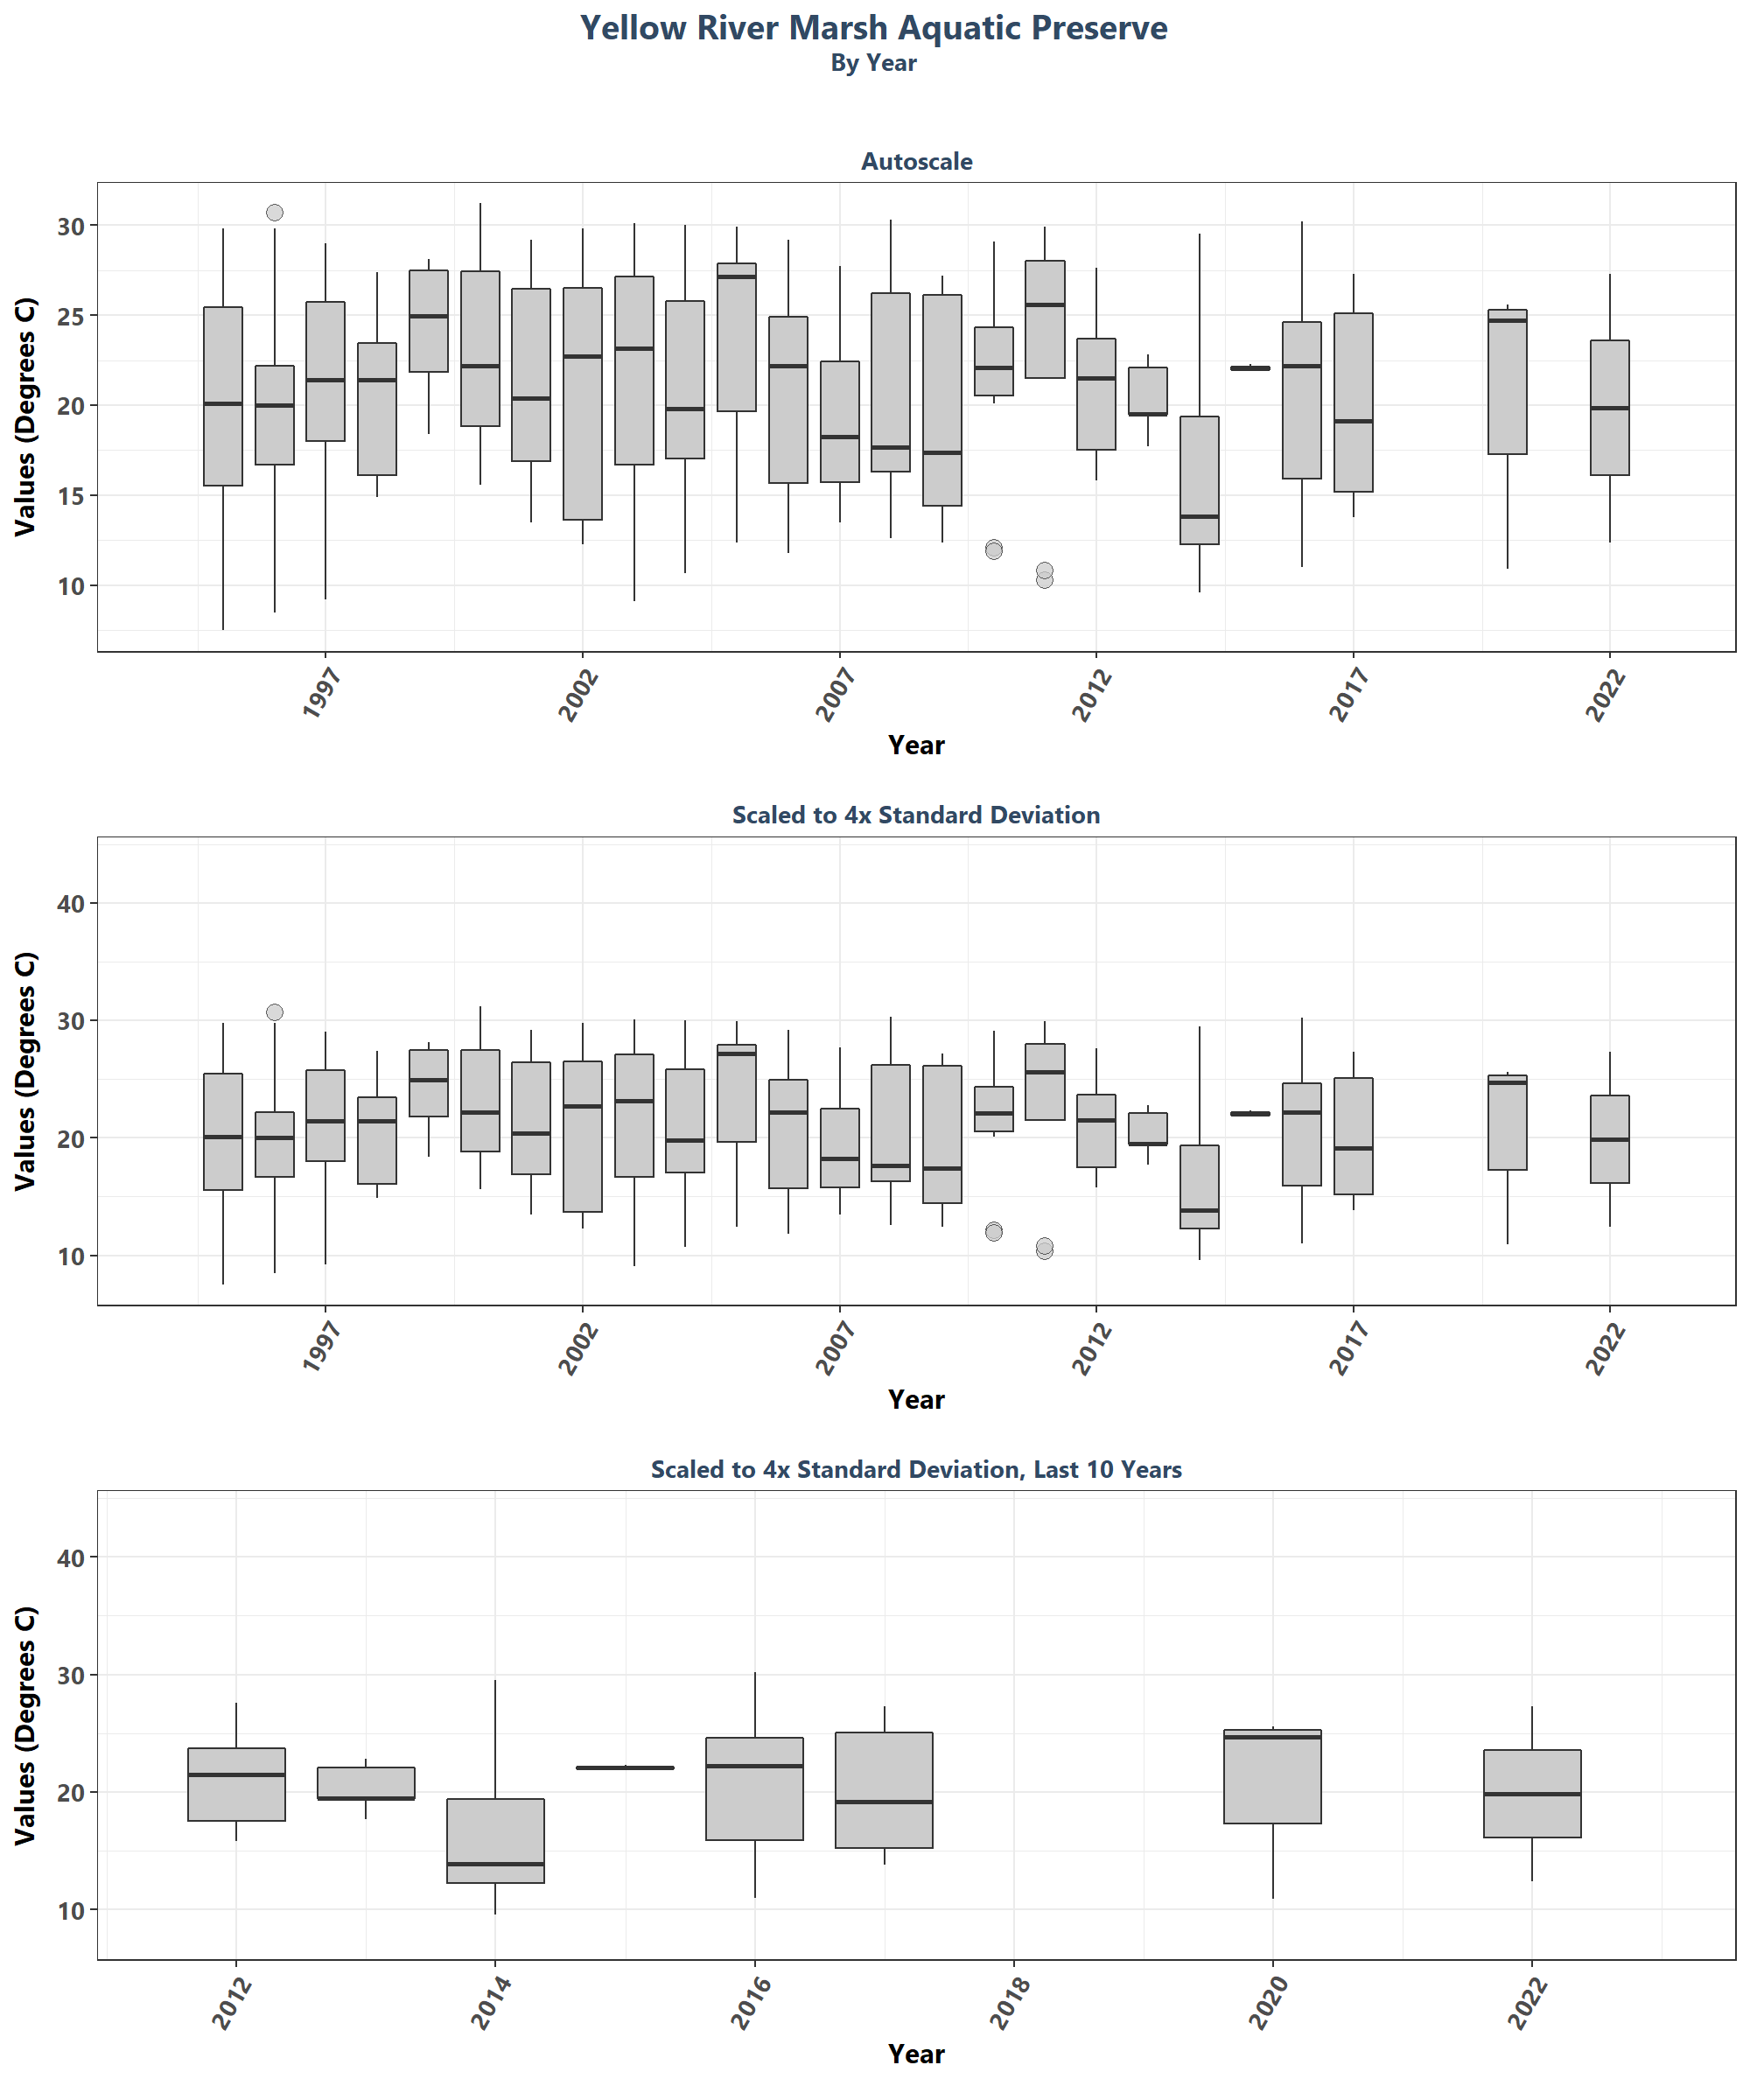 Yellow River Marsh Aquatic Preserve
By Year
Autoscale
Values (Degrees C)
30
25
20
15
10
1997
2002
2007
2012
2017
2022
Year
Scaled to 4x Standard Deviation
Values (Degrees C)
40
30
20
10
1997
2002
2007
2012
2017
2022
Year
Scaled to 4x Standard Deviation, Last 10 Years
Values (Degrees C)
40
30
20
10
2012
2014
2016
2018
2020
2022
Year